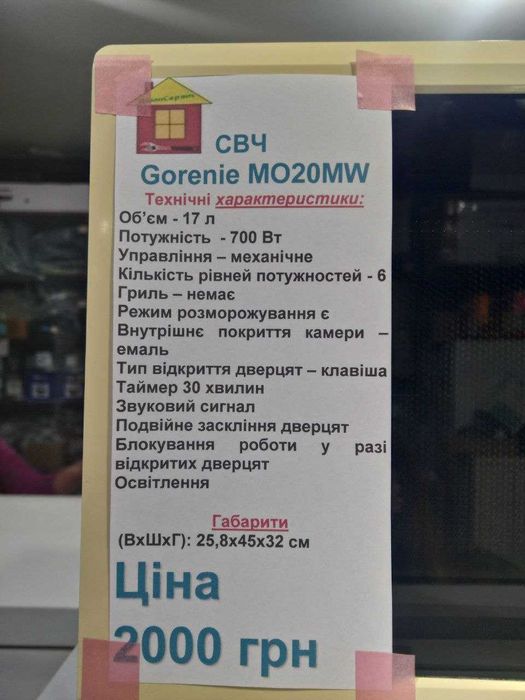 СВЧ
Gorenie MO20MW
Технічні характеристики:
Об'єм - 17 л
Потужність - 700 Вт
Управління – механічне
Кількість рівней потужностей - 6
Гриль – немає
Режим розморожування є
Внутрішнє покриття камери –
емаль
Тип відкриття дверцят – клавіша
Таймер 30 хвилин
Звуковий сигнал
Подвійне заскління дверцят
Блокування роботи у разі
відкритих дверцят
Освітлення
Габарити
(ВхШхГ): 25,8х45х32 см
Ціна
2000 грн